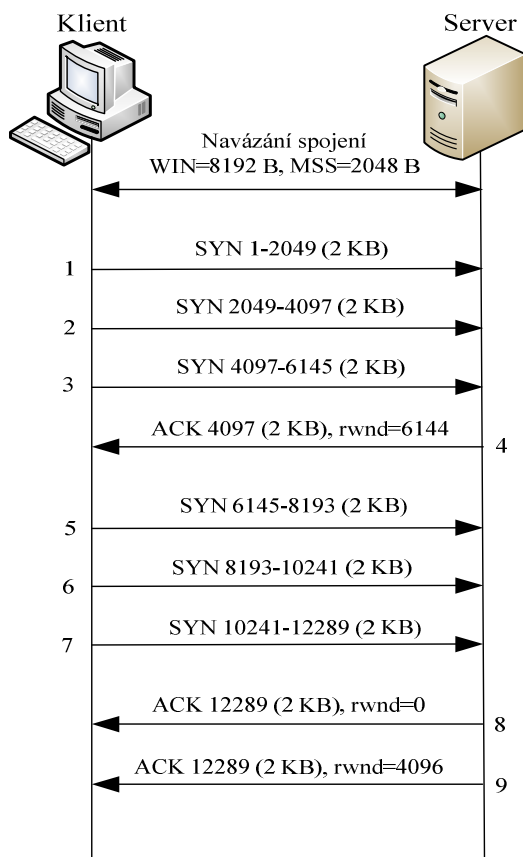 Klient
Server
Navázání spojení
WIN=8192 B, MSS=2048 B
SYN 1-2049 (2 KB)
1
SYN 2049-4097 (2 KB)
2
SYN 4097-6145 (2 KB)
3
ACK 4097 (2 KB), rwnd=6144
4
SYN 6145-8193 (2 KB)
5
SYN 8193-10241 (2 KB)
6
SYN 10241-12289 (2 KB)
7
ACK 12289 (2 KB), rwnd=0
8
ACK 12289 (2 KB), rwnd=4096
9